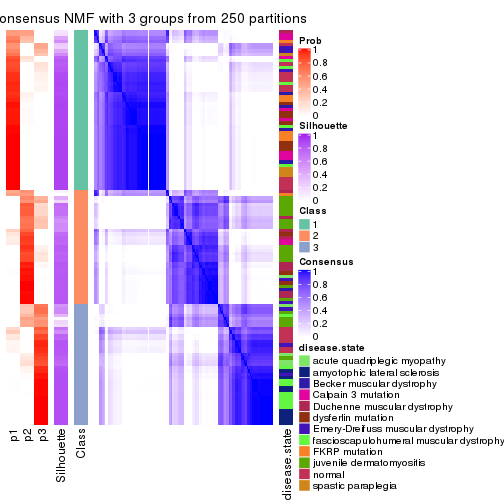 onsensus NMF with 3 groups from 250 partitions
Prob
1
0.8
0.6
0.4
0.2
0
Silhouette
1
0.8
0.6
0.4
0.2
0
Class
1
2
3
Consensus
1
0.8
0.6
0.4
0.2
0
disease.state
acute quadriplegic myopathy
amyotophic lateral sclerosis
Becker muscular dystrophy
Calpain 3 mutation
Duchenne muscular dystrophy
dysferlin mutation
Emery-Dreifuss muscular dystrophy
fascioscapulohumeral muscular dystrophy
FKRP mutation
juvenile dermatomyositis
normal
spastic paraplegia
p1
p2
p3
Silhouette
Class
disease.state